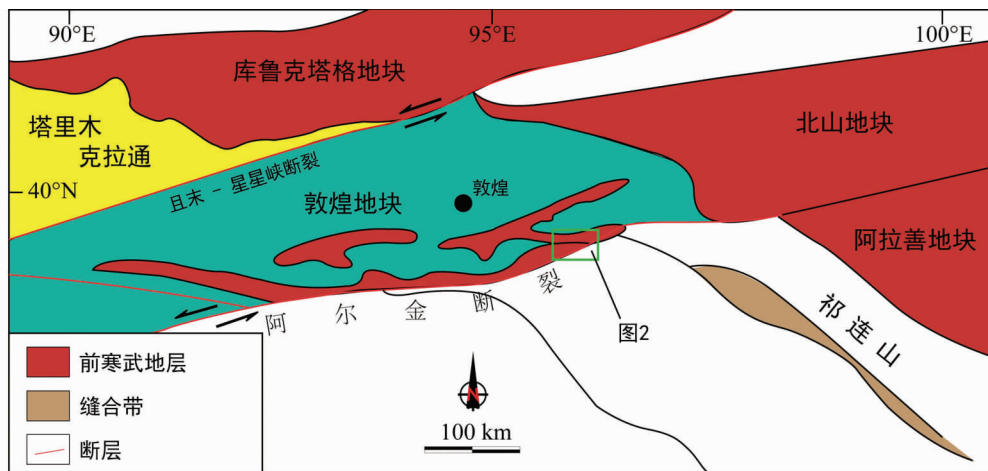 90°E
95°E
100°E
库鲁克塔格地块
塔里木
克拉通
北山地块
40°N
且末 - 星星峡断裂
敦煌
敦煌地块
阿拉善地块
阿尔金断裂
祁连山
图2
前寒武地层
缝合带
断层
N
100 km